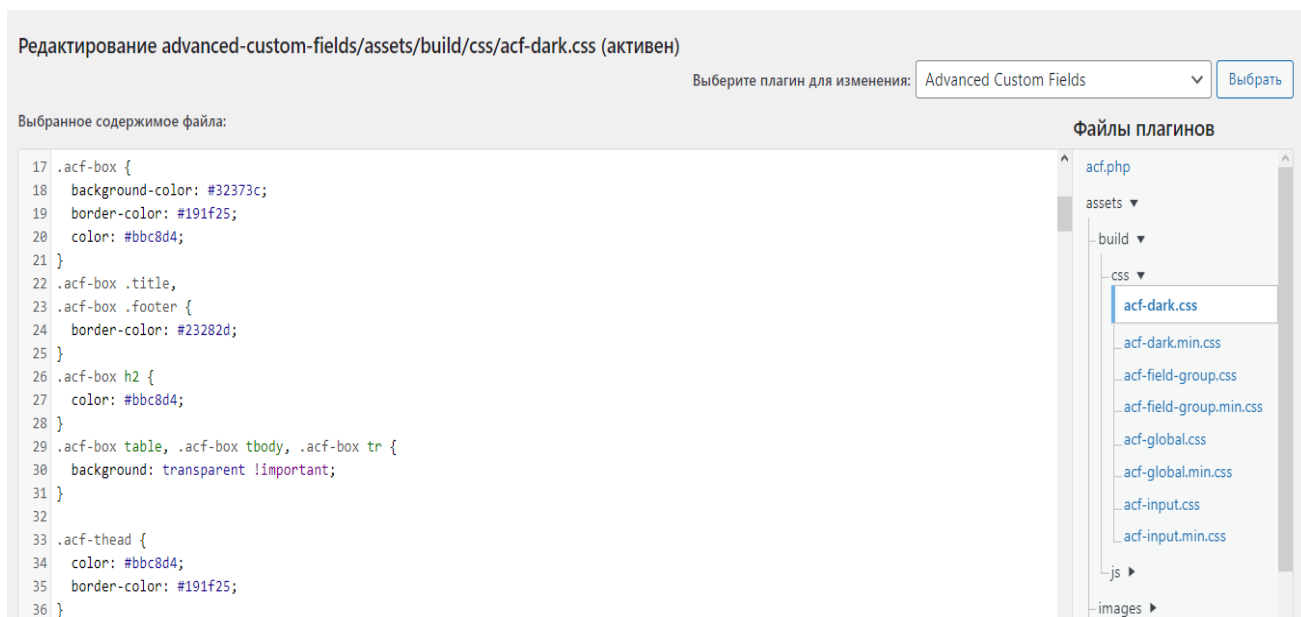 Редактирование advanced-custom-fields/assets/build/css/acf-dark.css (активен)
Выберите плагин для изменения: Advanced Custom Fields Выбрать
Выбранное содержимое файла:
17 .acf-box {
18 background-color: #32373c;
19 border-color: #191f25;
20 color: #bbc8d4;
21 }
22 .acf-box .title,
23 .acf-box .footer {
24 border-color: #23282d;
25 }
26 .acf-box h2 {
27 color: #bbc8d4;
28 }
29 .acf-box table, .acf-box tbody, .acf-box tr {
30 background: transparent !important;
31 }
32
33 .acf-thead {
34 color: #bbc8d4;
35 border-color: #191f25;
36 }
Файлы плагинов
acf.php
assets
build
css
acf-dark.css
acf-dark.min.css
acf-field-group.css
acf-field-group.min.css
acf-global.css
acf-global.min.css
acf-input.css
acf-input.min.css
js
images